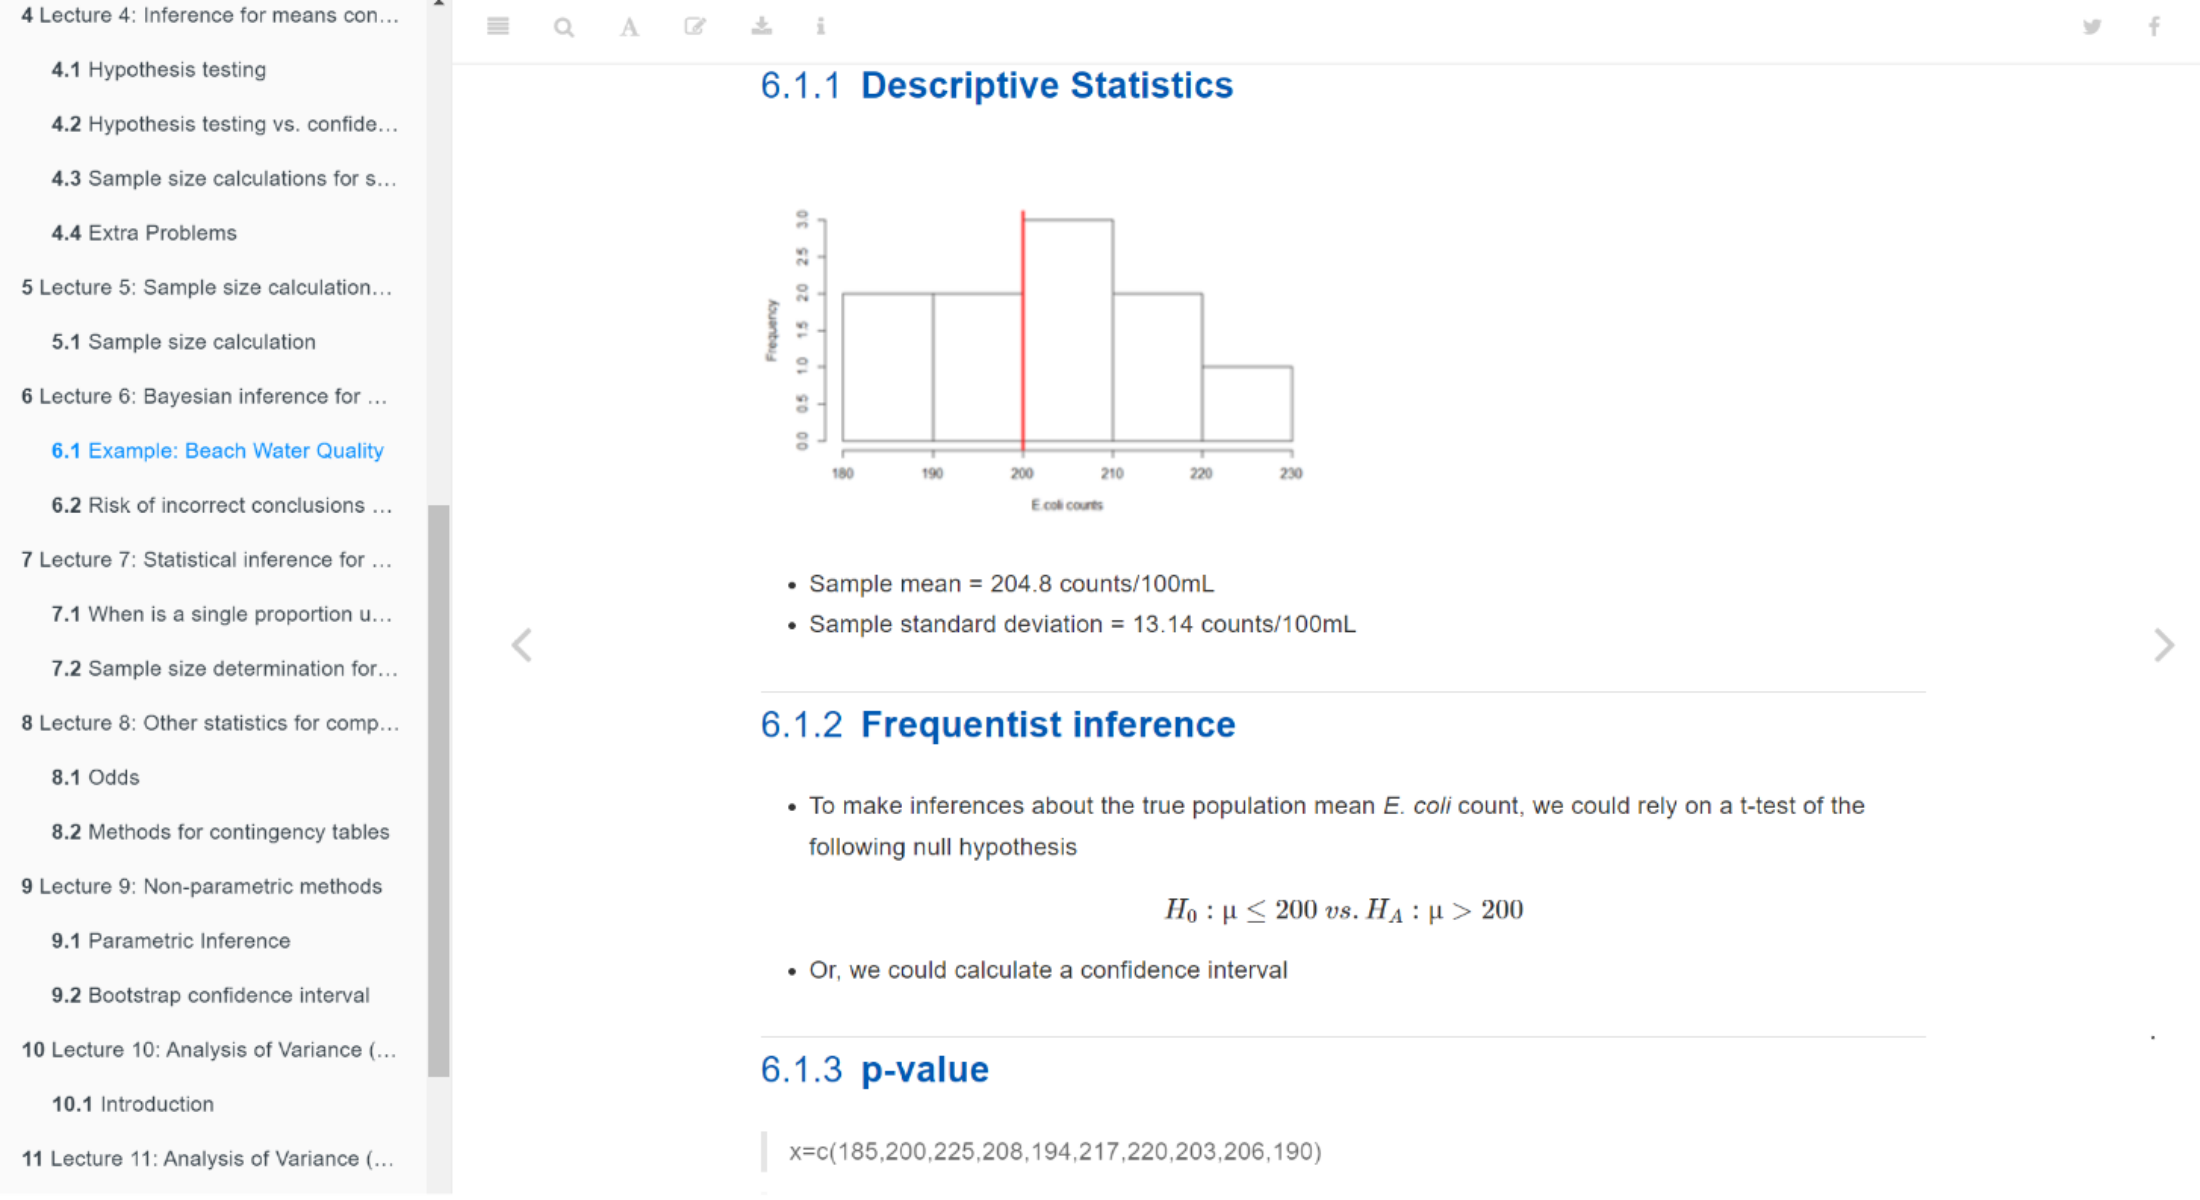 4 Lecture 4: Inference for means con...
4.1 Hypothesis testing
4.2 Hypothesis testing vs. confide...
4.3 Sample size calculations for s...
4.4 Extra Problems
5 Lecture 5: Sample size calculation...
5.1 Sample size calculation
6 Lecture 6: Bayesian inference for ...
6.1 Example: Beach Water Quality
6.2 Risk of incorrect conclusions ...
7 Lecture 7: Statistical inference for ...
7.1 When is a single proportion u...
7.2 Sample size determination for...
8 Lecture 8: Other statistics for comp...
8.1 Odds
8.2 Methods for contingency tables
9 Lecture 9: Non-parametric methods
9.1 Parametric Inference
9.2 Bootstrap confidence interval
10 Lecture 10: Analysis of Variance (...
10.1 Introduction
11 Lecture 11: Analysis of Variance (...
A
6.1.1 Descriptive Statistics
Frequency
3.0
2.5
2.0
1.5
1.0
0.5
0.0
180 190 200 210 220 230
E.coli counts
• Sample mean = 204.8 counts/100mL
• Sample standard deviation = 13.14 counts/100mL
6.1.2 Frequentist inference
• To make inferences about the true population mean E. coli count, we could rely on a t-test of the
following null hypothesis
H₀ : μ ≤ 200 vs. H_A : μ > 200
• Or, we could calculate a confidence interval
6.1.3 p-value
x=c(185,200,225,208,194,217,220,203,206,190)